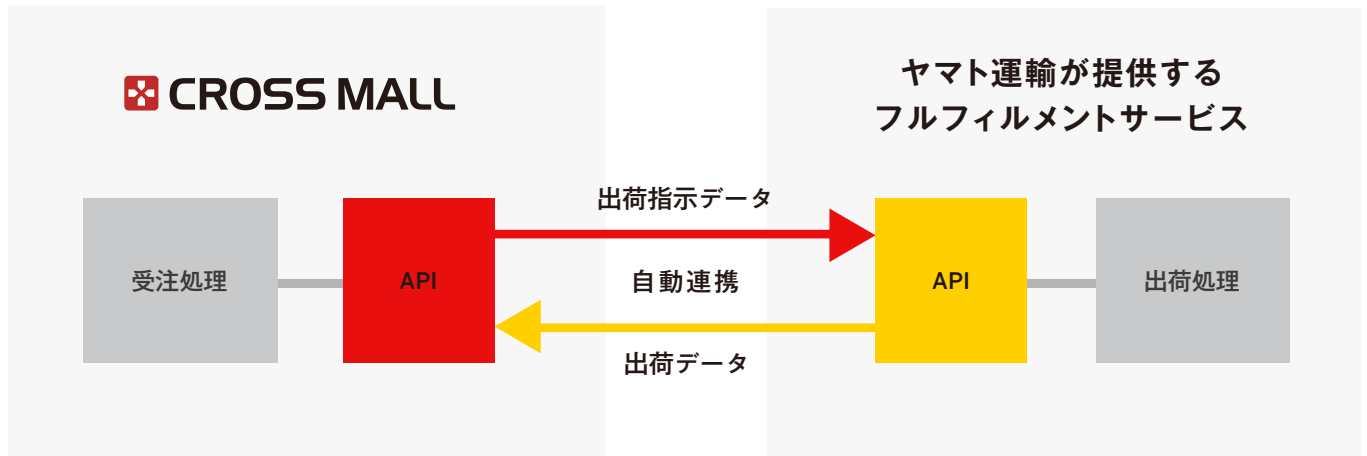 CROSS MALL
ヤマト運輸が提供する
フルフィルメントサービス
出荷指示データ
受注処理
API
自動連携
API
出荷処理
出荷データ